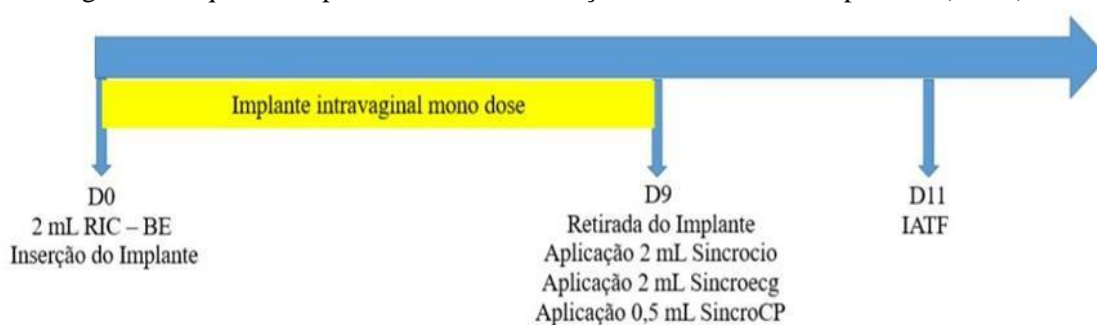 Implante intravaginal mono dose
D0
2 mL RIC – BE
Inserção do Implante
D9
Retirada do Implante
Aplicação 2 mL Sincrocio
Aplicação 2 mL Sincroecg
Aplicação 0,5 mL SincroCP
D11
IATF